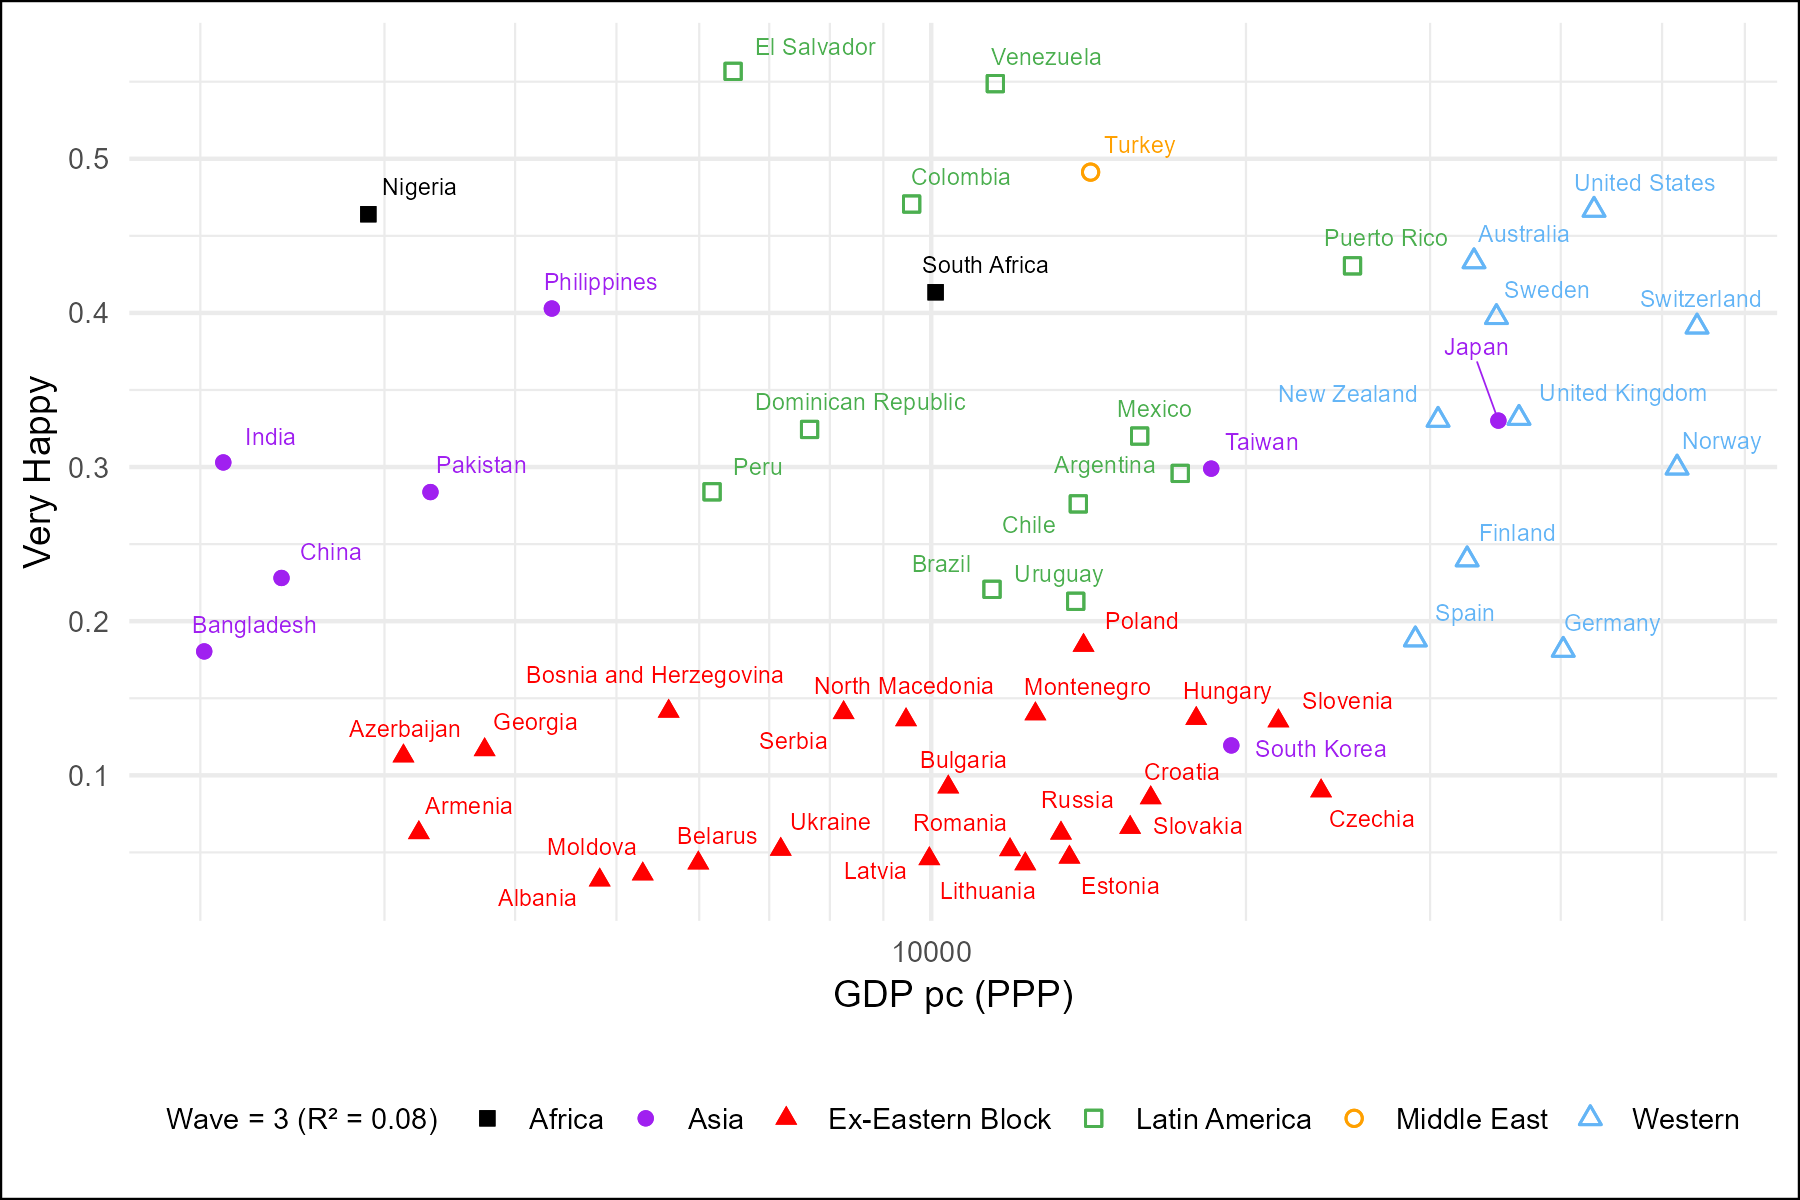 El Salvador
Venezuela
Turkey
0.5
Colombia
United States
Nigeria
Australia
Puerto Rico
South Africa
Philippines
Sweden
Switzerland
0.4
Japan
New Zealand
United Kingdom
Dominican Republic
Mexico
India
Taiwan
Norway
0.3
Pakistan
Peru
Argentina
Chile
Finland
China
Brazil
Uruguay
0.2
Bangladesh
Poland
Spain
Germany
Very Happy
Bosnia and Herzegovina
North Macedonia
Montenegro
Hungary
Slovenia
Azerbaijan
Georgia
Serbia
South Korea
0.1
Bulgaria
Croatia
Armenia
Russia
Czechia
Ukraine
Romania
Slovakia
Moldova
Belarus
Latvia
Lithuania
Estonia
Albania
10000
GDP pc (PPP)
Wave = 3 (R² = 0.08) Africa Asia Ex-Eastern Block Latin America Middle East Western